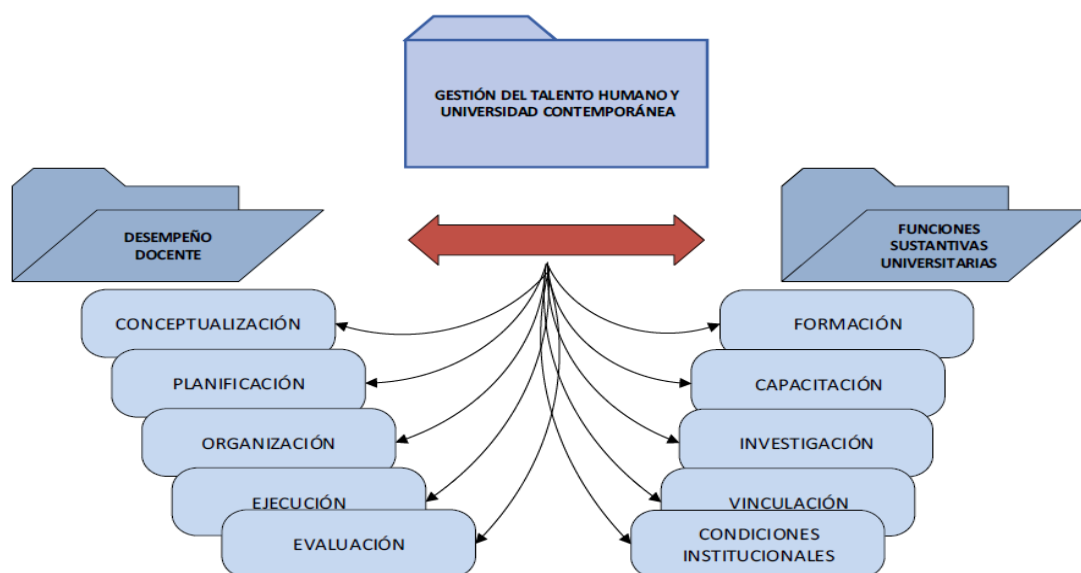 GESTIÓN DEL TALENTO HUMANO Y
UNIVERSIDAD CONTEMPORÁNEA
DESEMPEÑO
DOCENTE
FUNCIONES
SUSTANTIVAS
UNIVERSITARIAS
CONCEPTUALIZACIÓN
PLANIFICACIÓN
ORGANIZACIÓN
EJECUCIÓN
EVALUACIÓN
FORMACIÓN
CAPACITACIÓN
INVESTIGACIÓN
VINCULACIÓN
CONDICIONES
INSTITUCIONALES